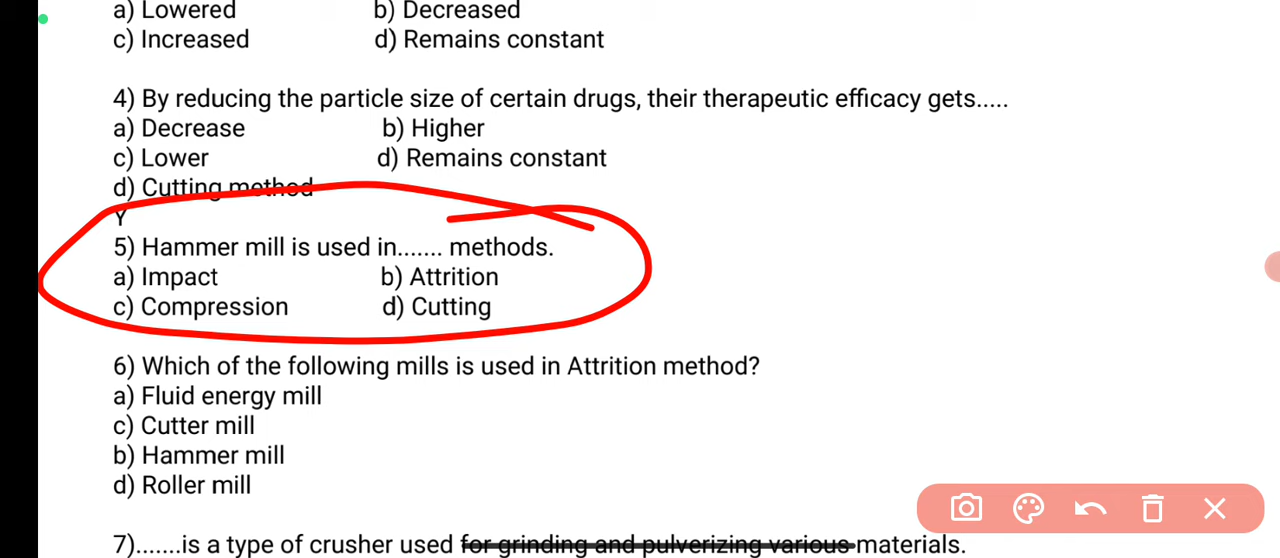 a) Lowered b) Decreased
c) Increased d) Remains constant
4) By reducing the particle size of certain drugs, their therapeutic efficacy gets.....
a) Decrease b) Higher
c) Lower d) Remains constant
d) Cutting method
Y
5) Hammer mill is used in....... methods.
a) Impact b) Attrition
c) Compression d) Cutting
6) Which of the following mills is used in Attrition method?
a) Fluid energy mill
c) Cutter mill
b) Hammer mill
d) Roller mill
7).......is a type of crusher used for grinding and pulverizing various materials.